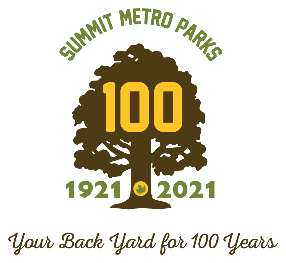 SUMMIT METRO PARKS
100
1921 2021
Your Back Yard for 100 Years